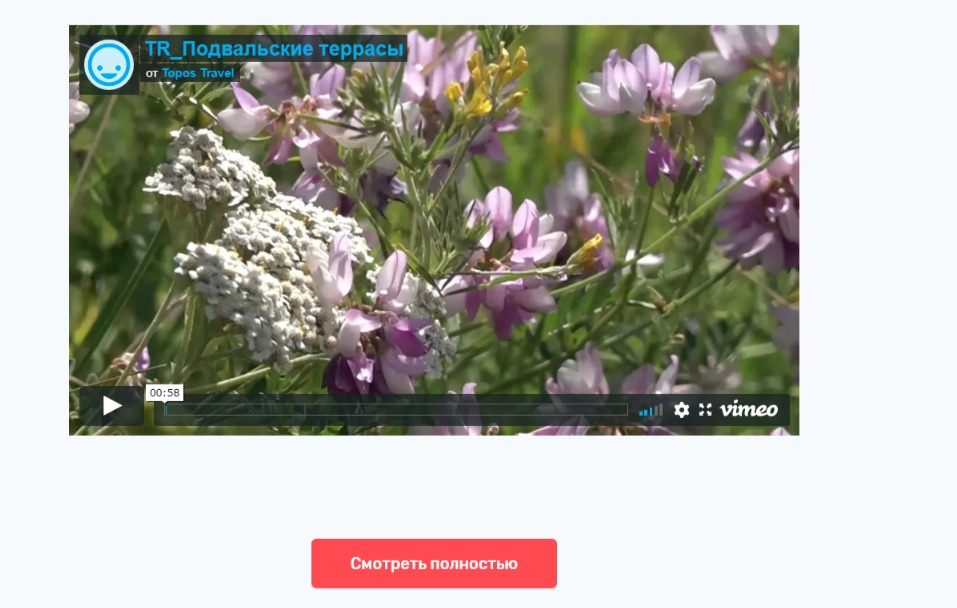 TR_Подвальские террасы
от Topos Travel
00:58
vimeo
Смотреть полностью